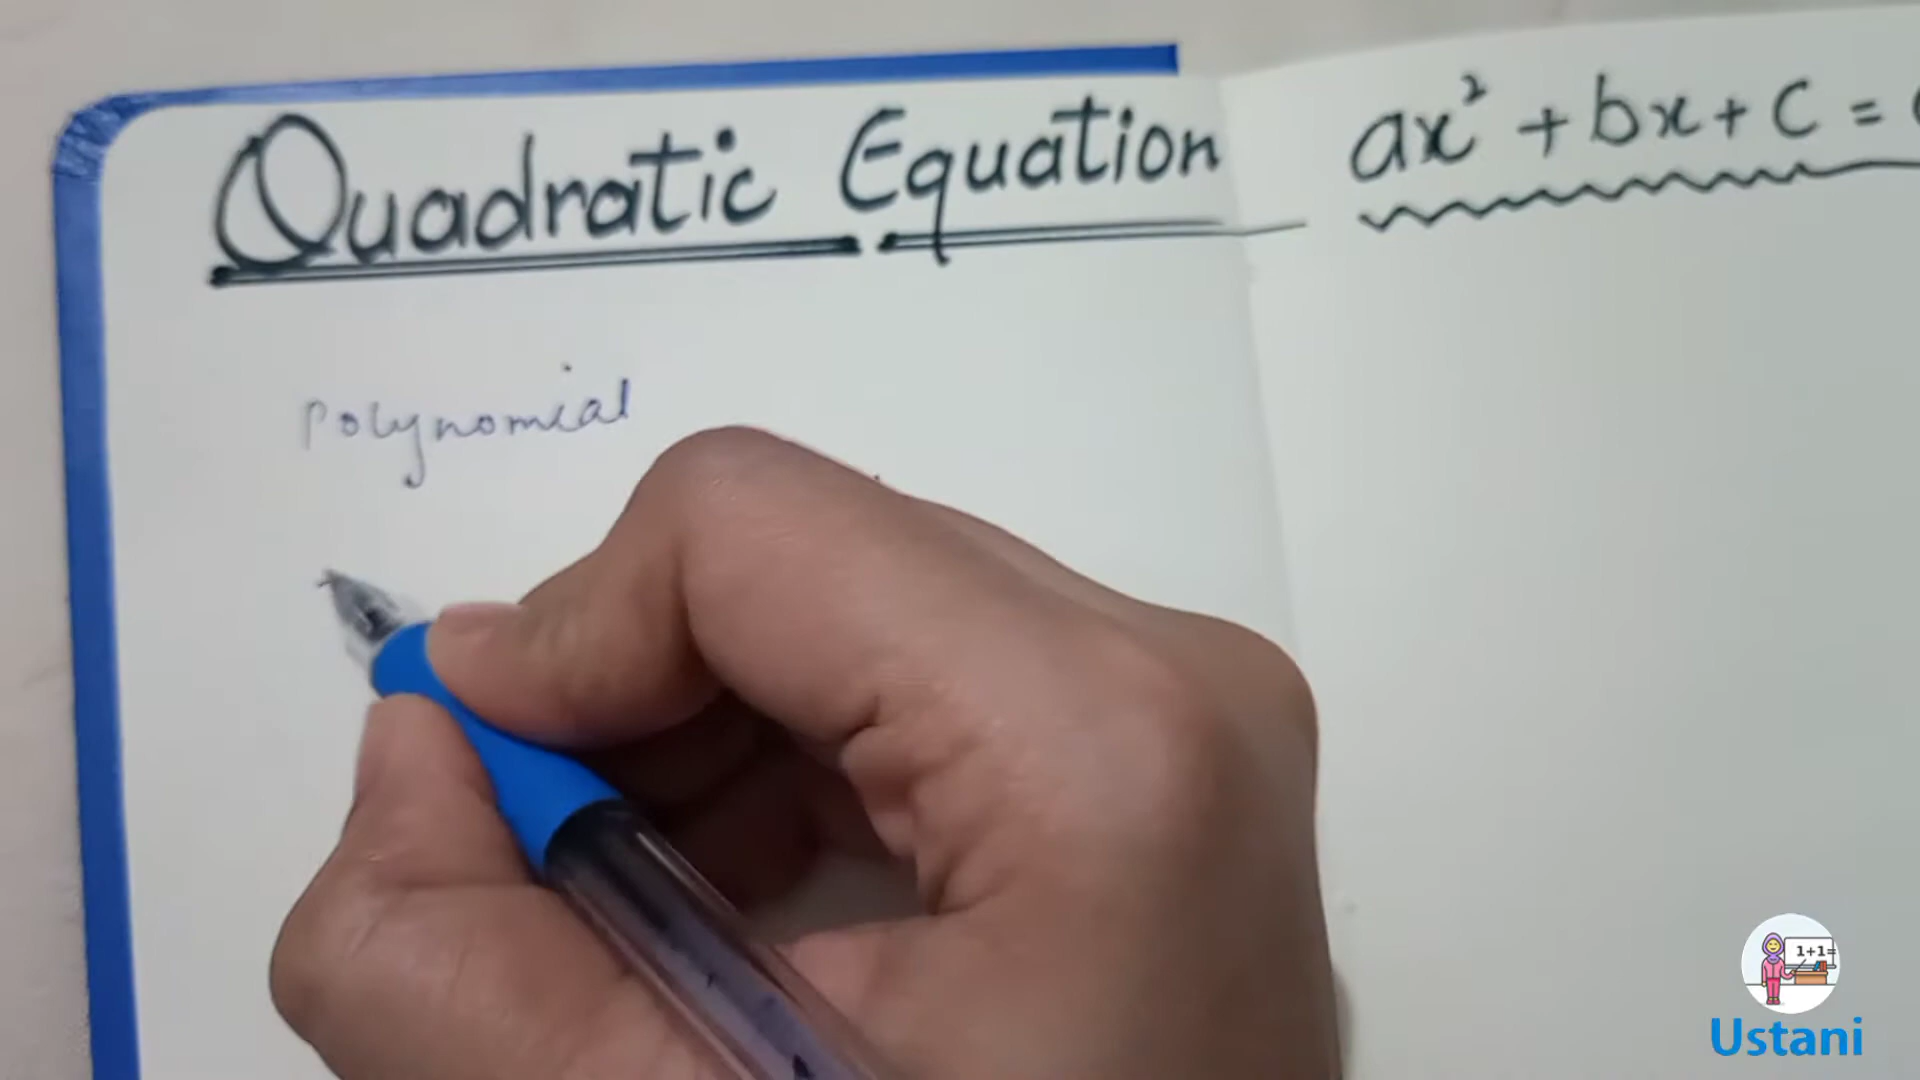 Quadratic Equation
ax² + bx + c =
Polynomial
1+1=
Ustani